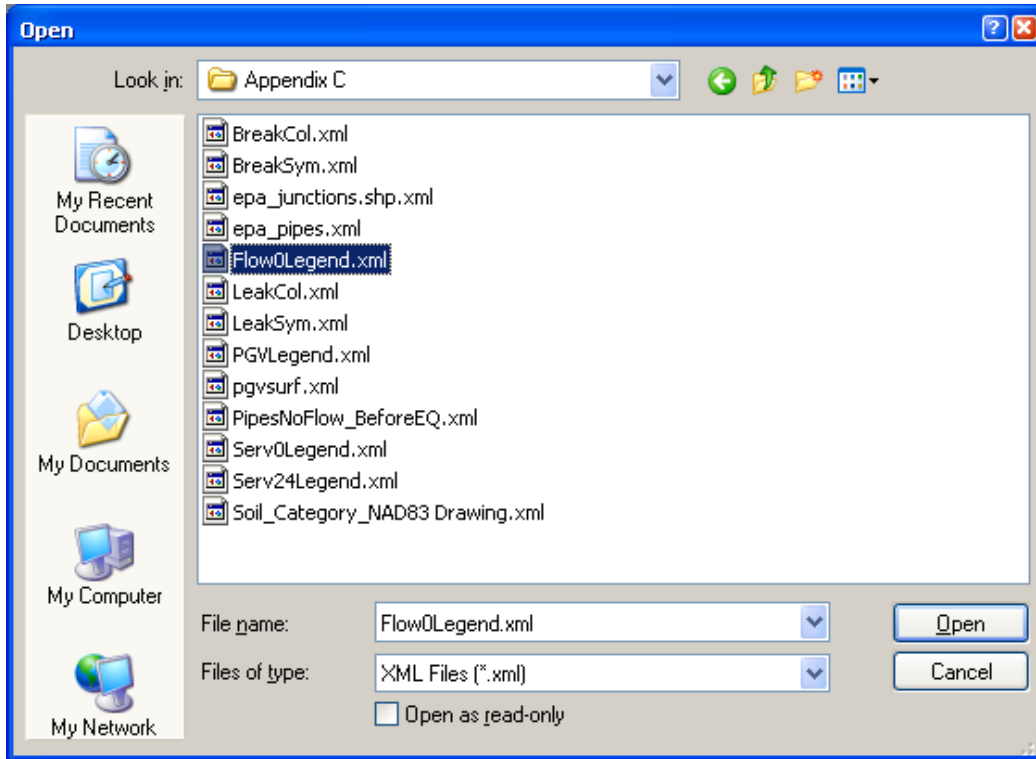 Open
Look in: Appendix C
My Recent
Documents
Desktop
My Documents
My Computer
My Network
BreakCol.xml
BreakSym.xml
epa_junctions.shp.xml
epa_pipes.xml
Flow0Legend.xml
LeakCol.xml
LeakSym.xml
PGVLegend.xml
pgvsurf.xml
PipesNoFlow_BeforeEQ.xml
Serv0Legend.xml
Serv24Legend.xml
Soil_Category_NAD83 Drawing.xml
File name: Flow0Legend.xml Open
Files of type: XML Files (*.xml) Cancel
Open as read-only